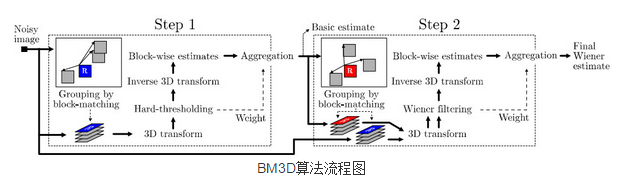 Step 1
Noisy
image
R
Block-wise estimates
Aggregation
Inverse 3D transform
Grouping by
block-matching
Hard-thresholding
Weight
R
3D transform
Step 2
Basic estimate
R
Block-wise estimates
Aggregation
Final
Wiener
estimate
Inverse 3D transform
Grouping by
block-matching
Wiener filtering
Weight
R
R
3D transform
BM3D算法流程图